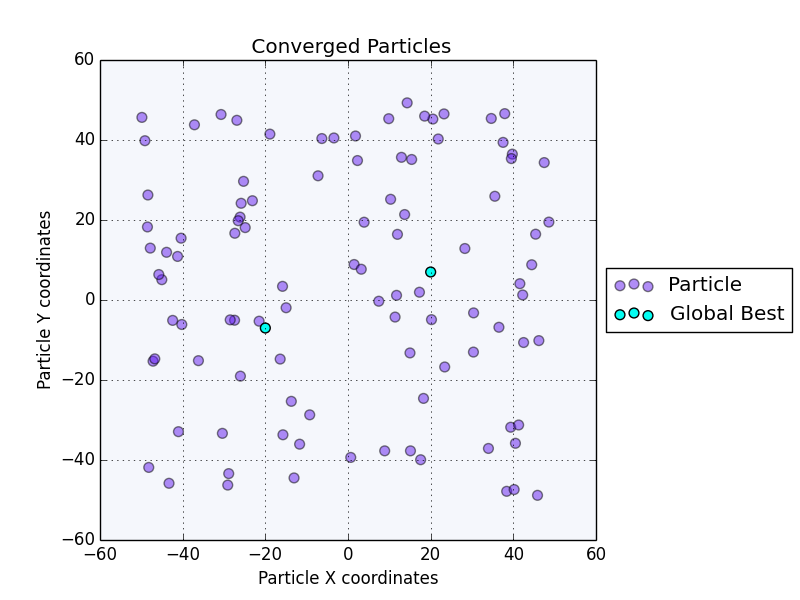 Converged Particles
60
40
20
0
−20
−40
−60
−60
−40
−20
0
20
40
60
Particle X coordinates
Particle Y coordinates
Particle
Global Best